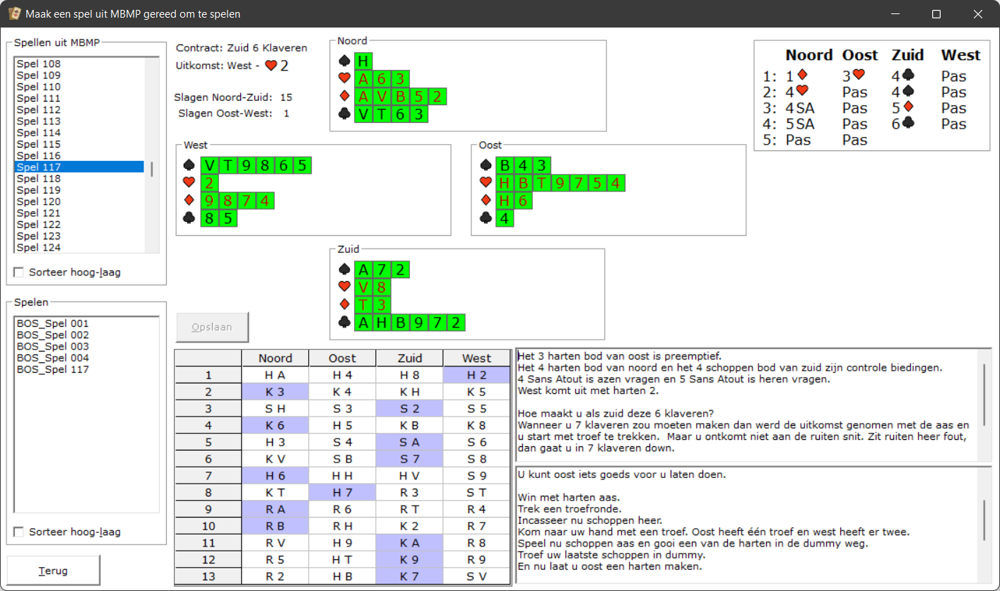 Maak een spel uit MBMP gereed om te spelen
Spellen uit MBMP
Spel 108
Spel 109
Spel 110
Spel 111
Spel 112
Spel 113
Spel 114
Spel 115
Spel 116
Spel 117
Spel 118
Spel 119
Spel 120
Spel 121
Spel 122
Spel 123
Spel 124
Sorteer hoog-laag
Spelen
BOS_Spel 001
BOS_Spel 002
BOS_Spel 003
BOS_Spel 004
BOS_Spel 117
Sorteer hoog-laag
Terug
Contract: Zuid 6 Klaveren
Uitkomst: West - ♥ 2
Slagen Noord-Zuid: 15
Slagen Oost-West: 1
Noord
♠ H
♥ A 6 3
♦ A V B 5 2
♣ V T 6 3
West
♠ V T 9 8 6 5
♥ 2
♦ 9 8 7 4
♣ 8 5
Oost
♠ B 4 3
♥ H B T 9 7 5 4
♦ H 6
♣ 4
Zuid
♠ A 7 2
♥ V 8
♦ T 3
♣ A H B 9 7 2
Noord Oost Zuid West
1: 1♦ 3♥ 4♣ Pas
2: 4♥ Pas 4♠ Pas
3: 4SA Pas 5♦ Pas
4: 5SA Pas 6♣ Pas
5: Pas Pas
Opslaan
Noord Oost Zuid West
1 H A H 4 H 8 H 2
2 K 3 K 4 K H K 5
3 S H S 3 S 2 S 5
4 K 6 H 5 K B K 8
5 H 3 S 4 S A S 6
6 K V S B S 7 S 8
7 H 6 H H H V S 9
8 K T H 7 R 3 S T
9 R A R 6 R T R 4
10 R B R H K 2 R 7
11 R V H 9 K A R 8
12 R 5 H T K 9 R 9
13 R 2 H B K 7 S V
Het 3 harten bod van oost is preemptief.
Het 4 harten bod van noord en het 4 schoppen bod van zuid zijn controle biedingen.
4 Sans Atout is azen vragen en 5 Sans Atout is heren vragen.
West komt uit met harten 2.
Hoe maakt u als zuid deze 6 klaveren?
Wanneer u 7 klaveren zou moeten maken dan werd de uitkomst genomen met de aas en
u start met troef te trekken.  Maar u ontkomt niet aan de ruiten snit. Zit ruiten heer fout,
dan gaat u in 7 klaveren down.
U kunt oost iets goeds voor u laten doen.
Win met harten aas.
Trek een troefronde.
Incasseer nu schoppen heer.
Kom naar uw hand met een troef. Oost heeft één troef en west heeft er twee.
Speel nu schoppen aas en gooi een van de harten in de dummy weg.
Troef uw laatste schoppen in dummy.
En nu laat u oost een harten maken.